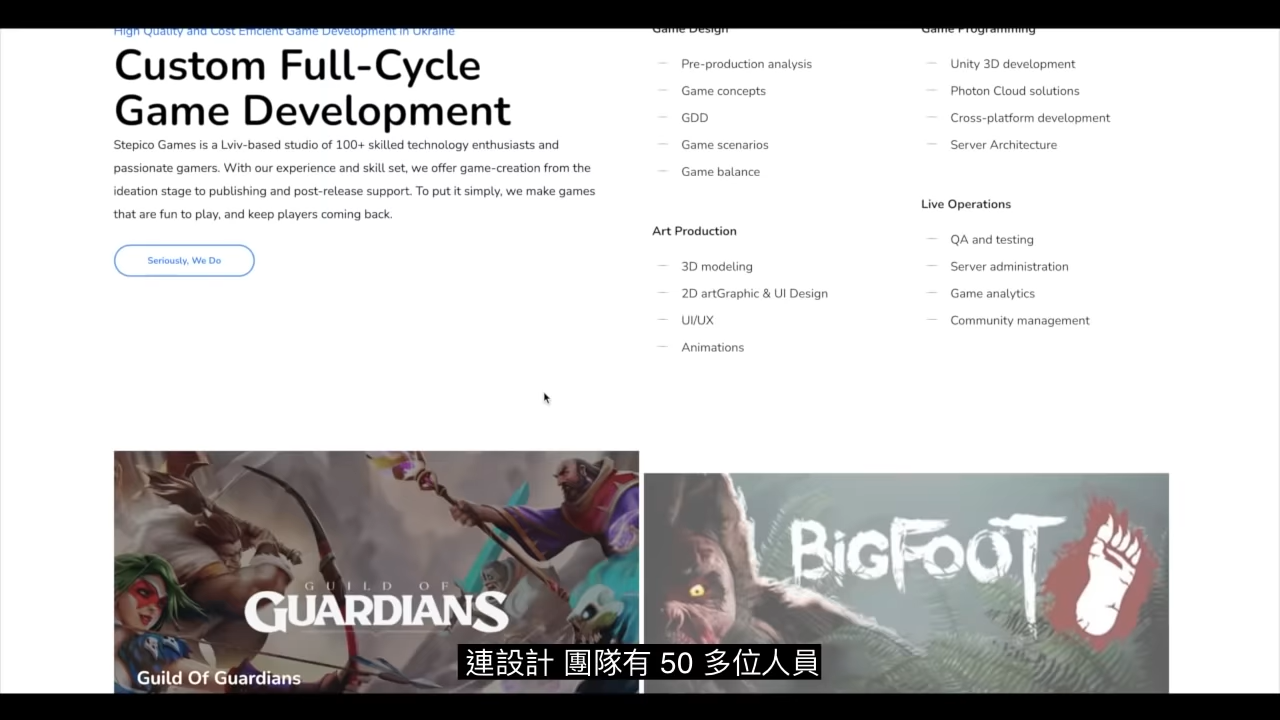 High Quality and Cost Efficient Game Development in Ukraine
Custom Full-Cycle
Game Development
Stepico Games is a Lviv-based studio of 100+ skilled technology enthusiasts and
passionate gamers. With our experience and skill set, we offer game-creation from the
ideation stage to publishing and post-release support. To put it simply, we make games
that are fun to play, and keep players coming back.
Seriously, We Do
Game Design
Pre-production analysis
Game concepts
GDD
Game scenarios
Game balance
Art Production
3D modeling
2D artGraphic & UI Design
UI/UX
Animations
Game Programming
Unity 3D development
Photon Cloud solutions
Cross-platform development
Server Architecture
Live Operations
QA and testing
Server administration
Game analytics
Community management
GUILD OF
GUARDIANS
Guild Of Guardians
BIGFOOT
連設計 團隊有 50 多位人員